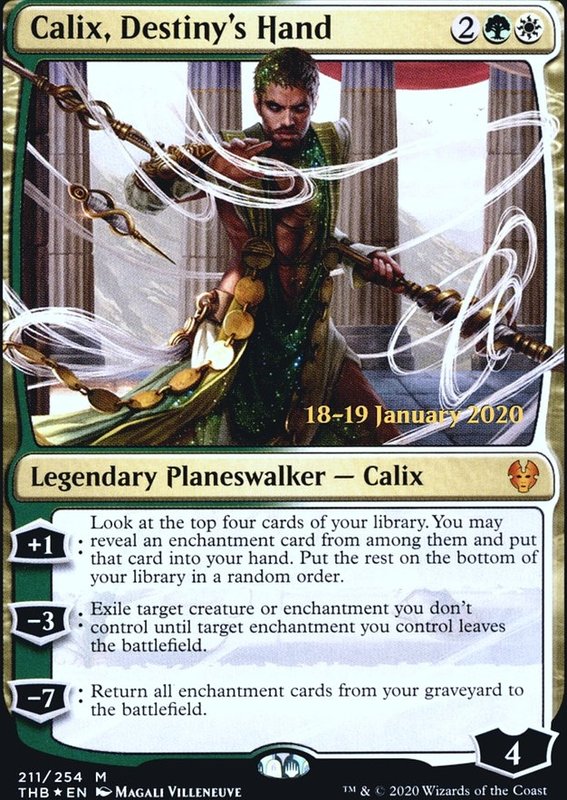 Calix, Destiny's Hand 2
18–19 January 2020
Legendary Planeswalker — Calix
+1: Look at the top four cards of your library. You may
reveal an enchantment card from among them and put
that card into your hand. Put the rest on the bottom of
your library in a random order.
−3: Exile target creature or enchantment you don't
control until target enchantment you control leaves
the battlefield.
−7: Return all enchantment cards from your graveyard to
the battlefield.
4
211/254 M
THB★EN MAGALI VILLENEUVE
™ & © 2020 Wizards of the Coast